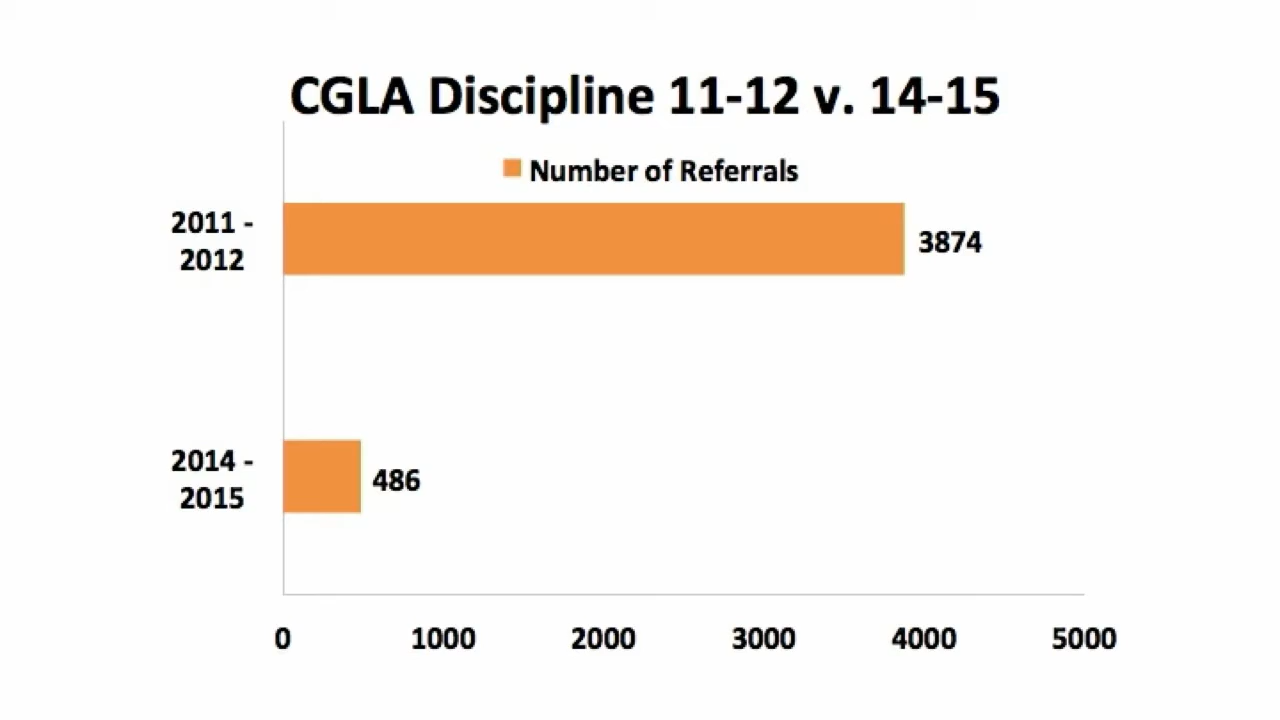 CGLA Discipline 11-12 v. 14-15
Number of Referrals
2011 -
2012
3874
2014 -
2015
486
0 1000 2000 3000 4000 5000